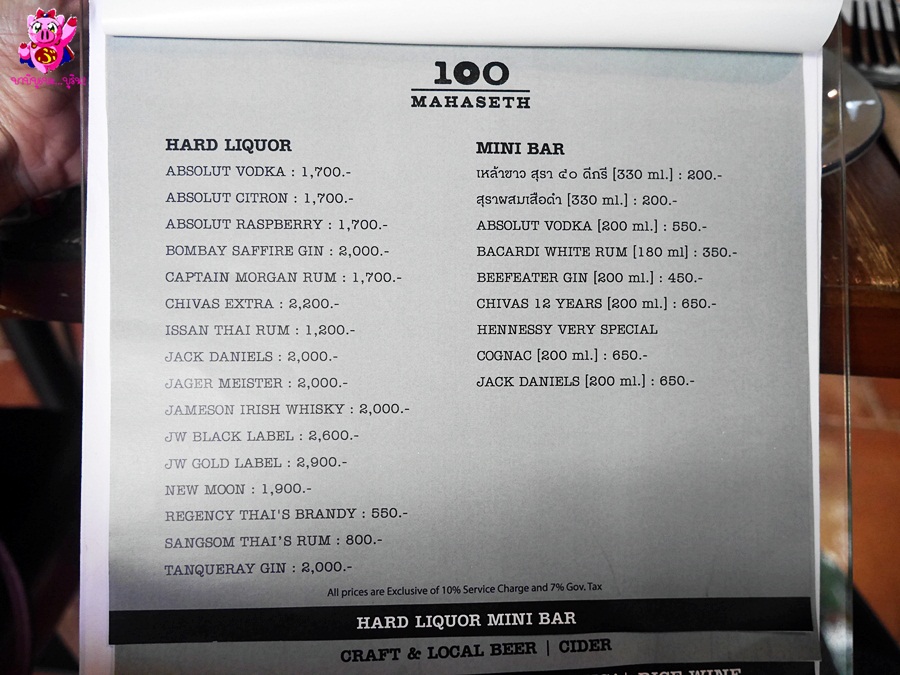 100
MAHASETH
HARD LIQUOR
ABSOLUT VODKA : 1,700.-
ABSOLUT CITRON : 1,700.-
ABSOLUT RASPBERRY : 1,700.-
BOMBAY SAFFIRE GIN : 2,000.-
CAPTAIN MORGAN RUM : 1,700.-
CHIVAS EXTRA : 2,200.-
ISSAN THAI RUM : 1,200.-
JACK DANIELS : 2,000.-
JAGER MEISTER : 2,000.-
JAMESON IRISH WHISKY : 2,000.-
JW BLACK LABEL : 2,600.-
JW GOLD LABEL : 2,900.-
NEW MOON : 1,900.-
REGENCY THAI'S BRANDY : 550.-
SANGSOM THAI'S RUM : 800.-
TANQUERAY GIN : 2,000.-
MINI BAR
เหล้าขาว สุรา ๔๐ ดีกรี [330 ml.] : 200.-
สุราผสมเสือดำ [330 ml.] : 200.-
ABSOLUT VODKA [200 ml.] : 550.-
BACARDI WHITE RUM [180 ml] : 350.-
BEEFEATER GIN [200 ml.] : 450.-
CHIVAS 12 YEARS [200 ml.] : 650.-
HENNESSY VERY SPECIAL
COGNAC [200 ml.] : 650.-
JACK DANIELS [200 ml.] : 650.-
All prices are Exclusive of 10% Service Charge and 7% Gov. Tax
HARD LIQUOR MINI BAR
CRAFT & LOCAL BEER | CIDER
RICE WINE